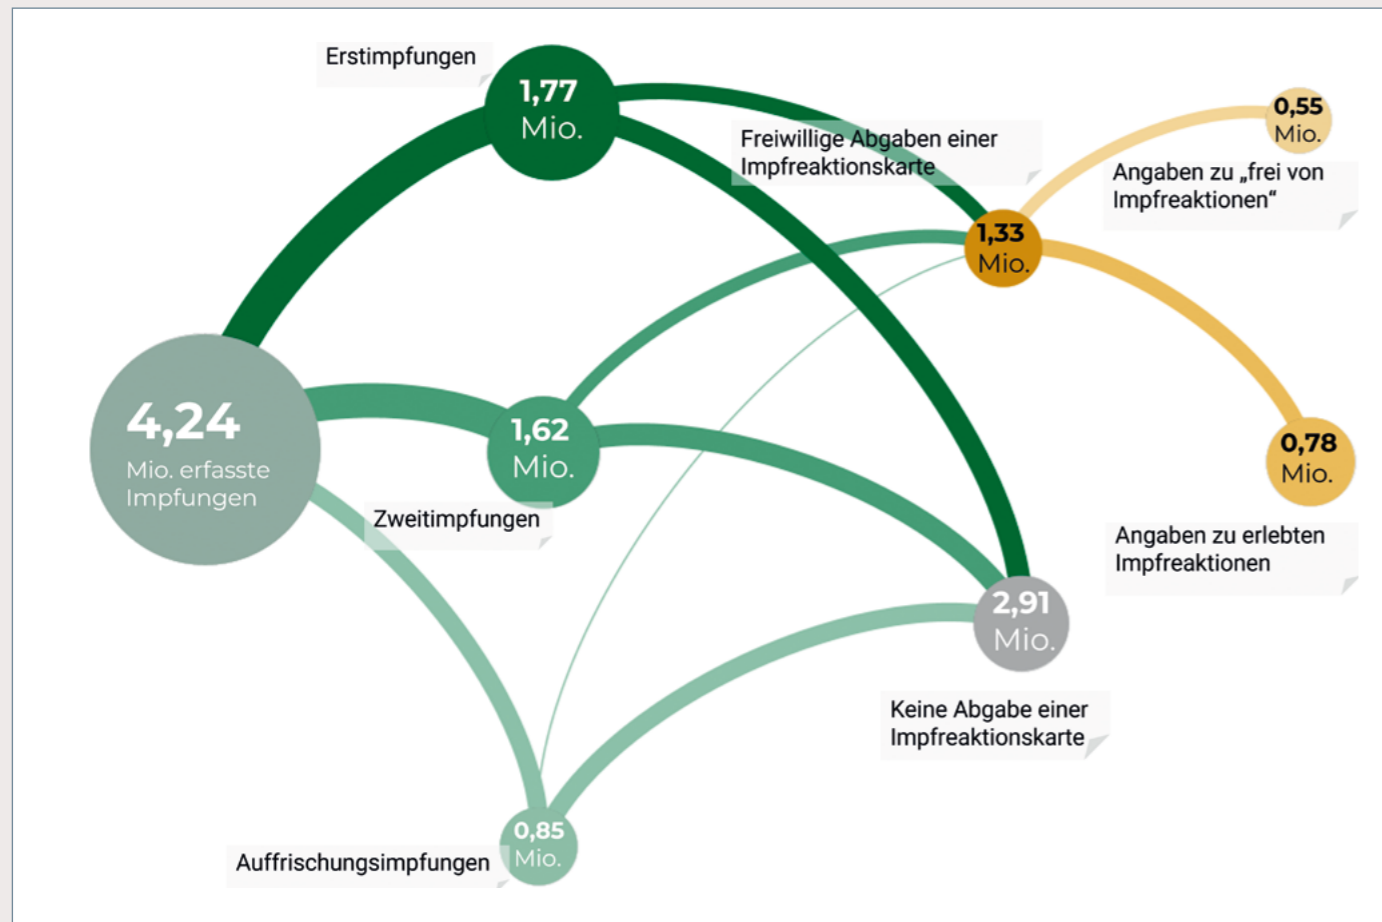 Erstimpfungen
1,77
Mio.
Freiwillige Abgaben einer
Impfreaktionskarte
0,55
Mio.
Angaben zu „frei von
Impfreaktionen“
1,33
Mio.
4,24
Mio. erfasste
Impfungen
1,62
Mio.
Zweitimpfungen
0,78
Mio.
Angaben zu erlebten
Impfreaktionen
2,91
Mio.
Keine Abgabe einer
Impfreaktionskarte
0,85
Mio.
Auffrischungsimpfungen